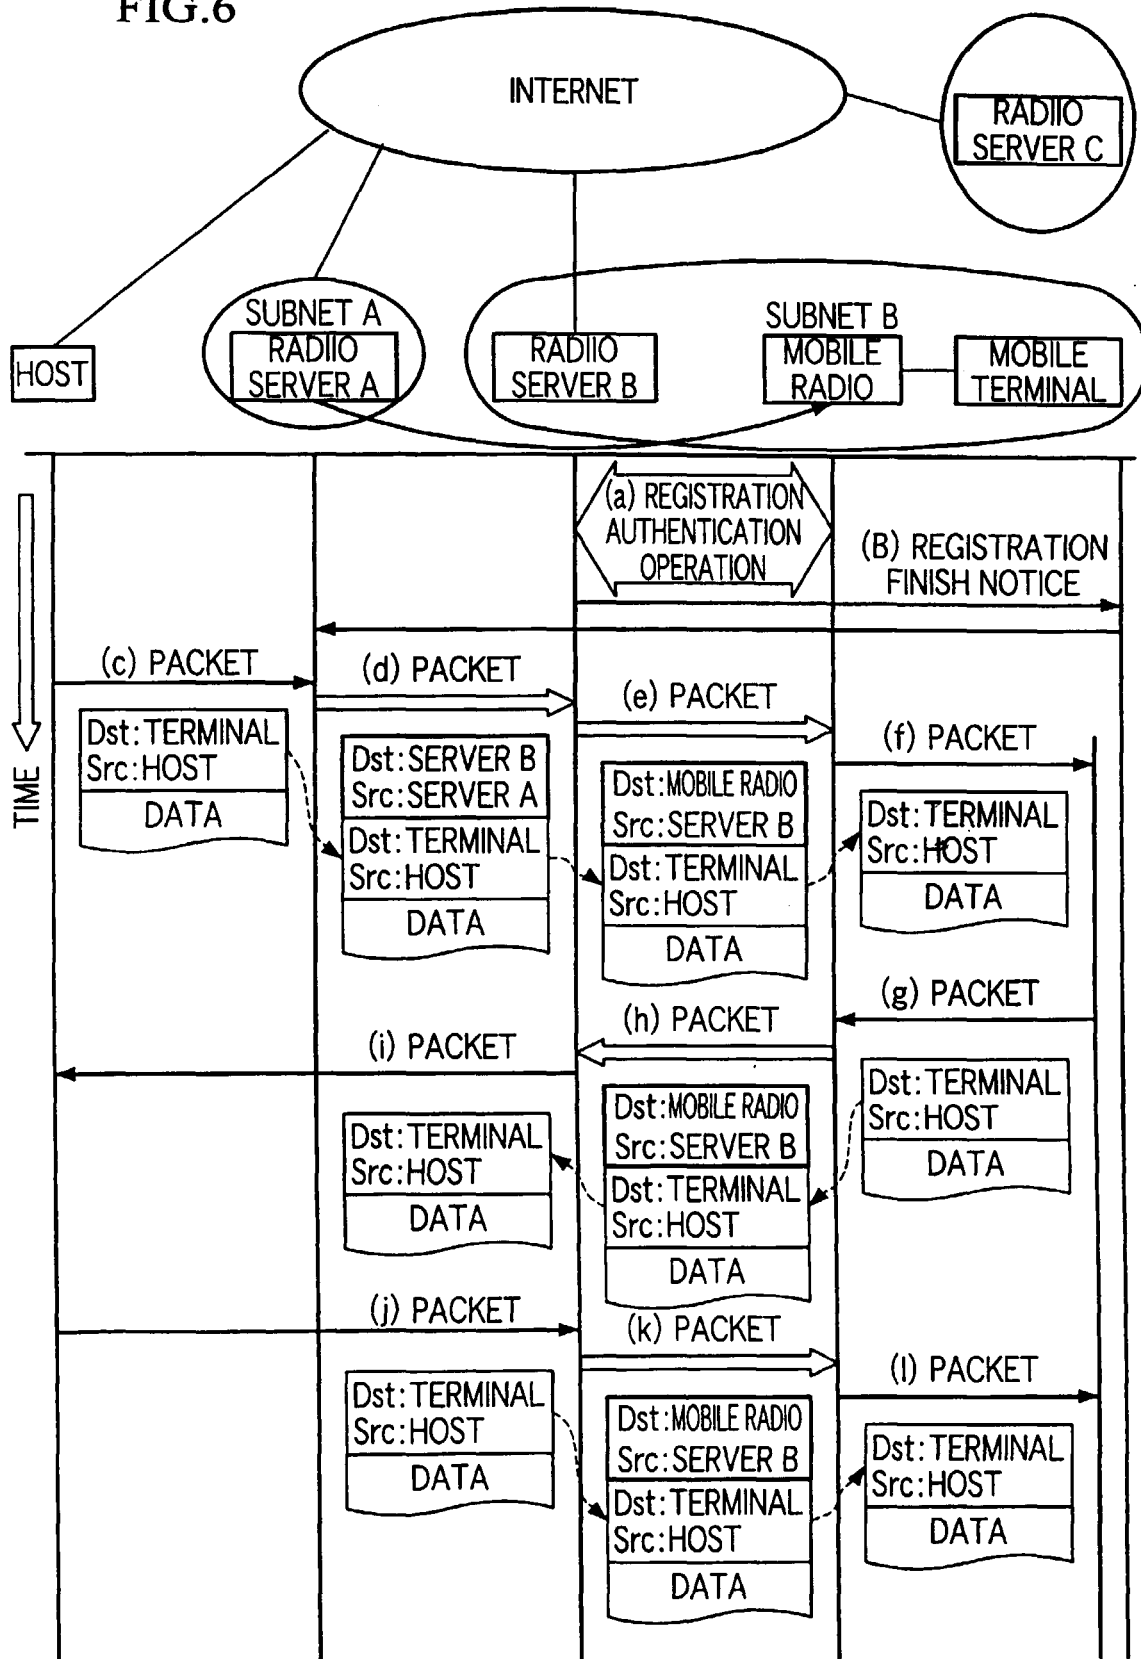 FIG.6
INTERNET
RADIIO
SERVER C
SUBNET A
RADIIO
SERVER A
HOST
RADIIO
SERVER B
SUBNET B
MOBILE
RADIO
MOBILE
TERMINAL
TIME
(a) REGISTRATION
AUTHENTICATION
OPERATION
(B) REGISTRATION
FINISH NOTICE
(c) PACKET
(d) PACKET
(e) PACKET
(f) PACKET
Dst:TERMINAL
Src:HOST
DATA
Dst:SERVER B
Src:SERVER A
Dst:TERMINAL
Src:HOST
DATA
Dst:MOBILE RADIO
Src:SERVER B
Dst:TERMINAL
Src:HOST
DATA
Dst:TERMINAL
Src:HOST
DATA
(g) PACKET
(h) PACKET
(i) PACKET
Dst:TERMINAL
Src:HOST
DATA
Dst:MOBILE RADIO
Src:SERVER B
Dst:TERMINAL
Src:HOST
DATA
Dst:TERMINAL
Src:HOST
DATA
(j) PACKET
(k) PACKET
(l) PACKET
Dst:TERMINAL
Src:HOST
DATA
Dst:MOBILE RADIO
Src:SERVER B
Dst:TERMINAL
Src:HOST
DATA
Dst:TERMINAL
Src:HOST
DATA